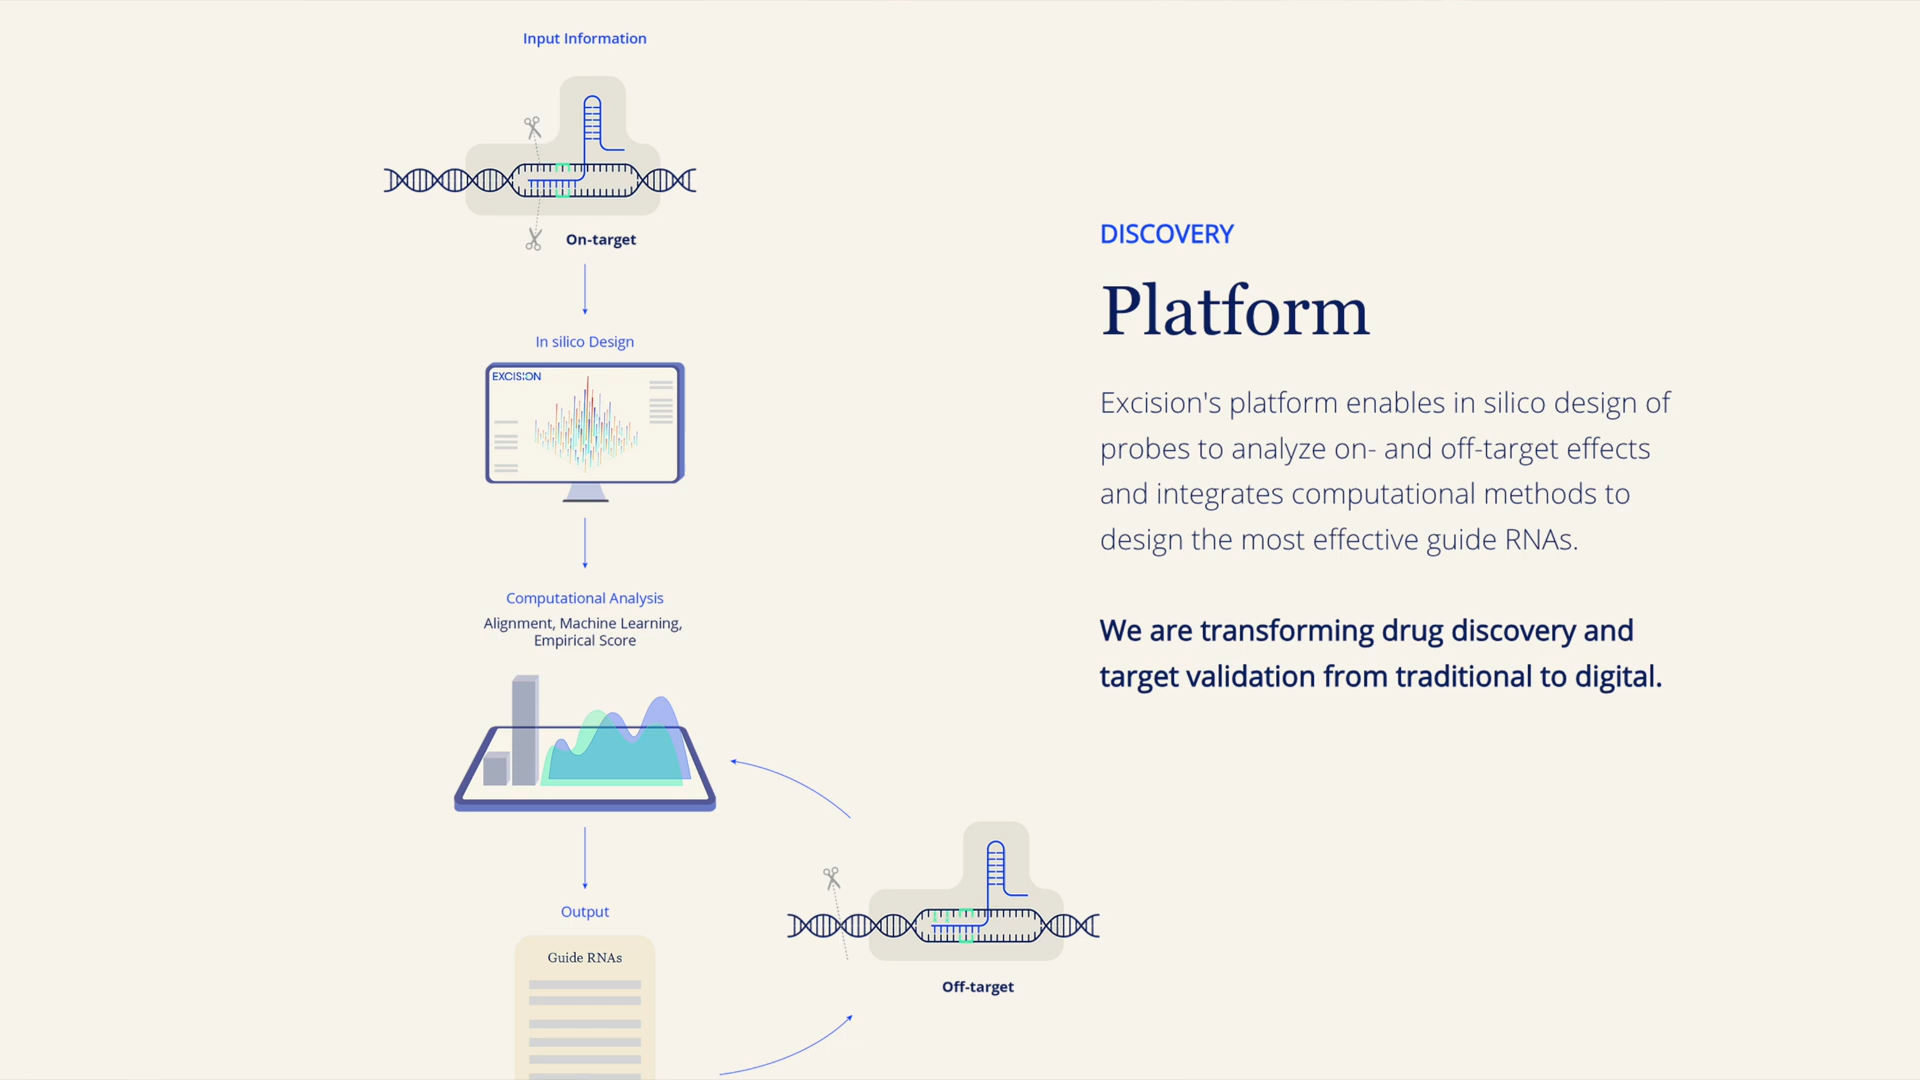 Input Information
On-target
In silico Design
EXCISION
Computational Analysis
Alignment, Machine Learning,
Empirical Score
Output
Guide RNAs
Off-target
DISCOVERY
Platform
Excision's platform enables in silico design of
probes to analyze on- and off-target effects
and integrates computational methods to
design the most effective guide RNAs.
We are transforming drug discovery and
target validation from traditional to digital.